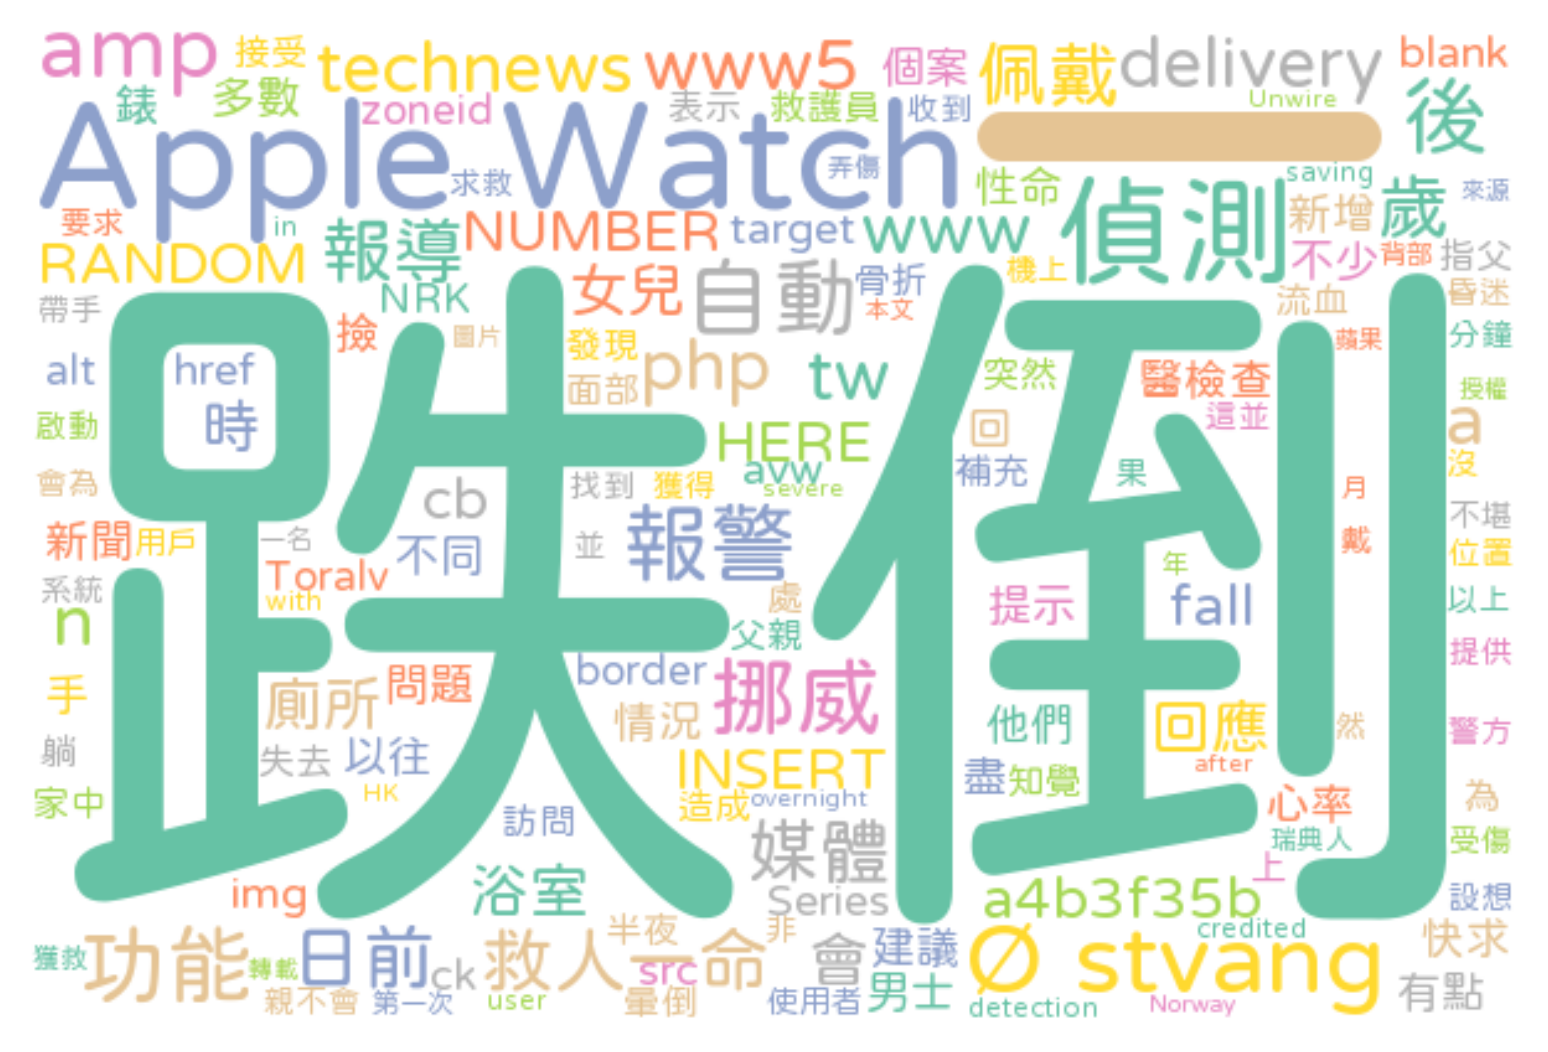 amp 接受 technews www5 個案 佩戴 delivery blank
錶 多數 zoneid 表示 救護員 收到 Unwire 後
Apple Watch 一
求救 弄傷 性命 saving 來源
要求 in 報導 NUMBER target www 偵測 新增 歲
RANDOM NRK 女兒 自動 骨折 機上 不少 背部 指父
帶手 撿 圖片 本文 流血 昏迷
跌倒
alt href 發現 php tw 突然 醫檢查 蘋果 分鐘
啟動 時 面部 HERE 回 這並 授權 a
會為 cb 找到 獲得 avw severe 補充 果 月 沒
新聞 用戶 一名 不同 並 報警 戴 不堪
系統 Toralv with 處 年 位置
n 父親 提示 fall 以上
手 廁所 問題 border 挪威 提供
躺 失去 以往 情況 INSERT 他們 回應 然 警方
家中 HK 造成 overnight 盡 知覺 after 心率 為
訪問 媒體 瑞典人 受傷
img 浴室 Series a4b3f35b 上 設想
獲救 功能 轉載 日前 ck 救人一命 半夜 非 src 會 建議 Ø stvang credited 快求
親不會 第一次 user 暈倒 使用者 男士 detection Norway 有點